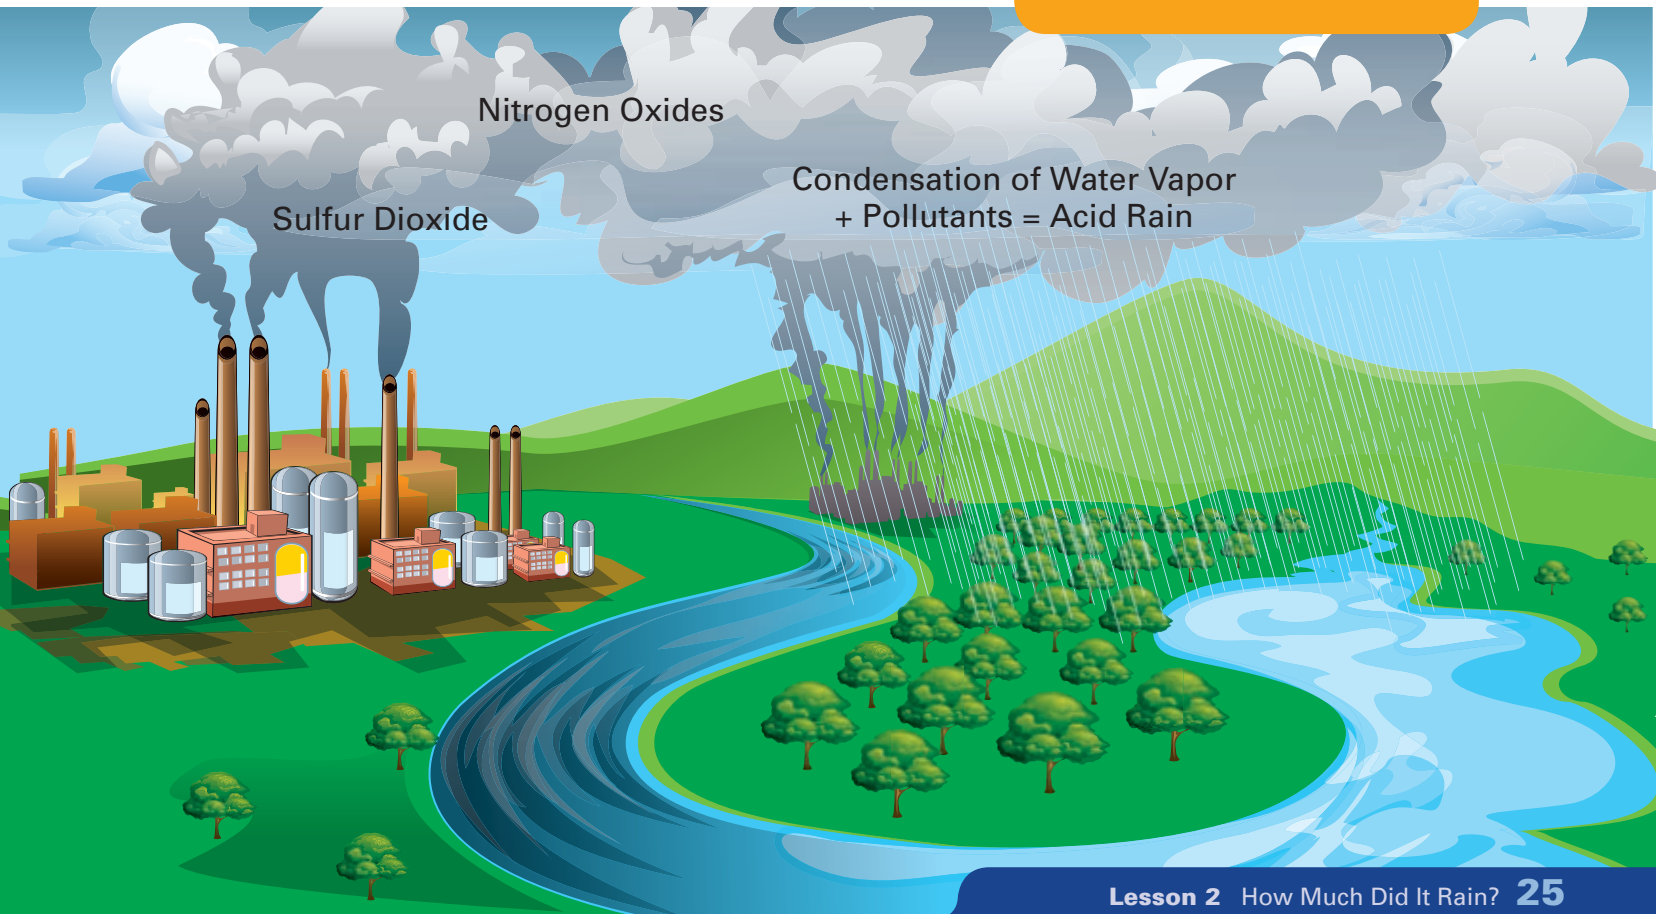 Nitrogen Oxides
Condensation of Water Vapor
+ Pollutants = Acid Rain
Sulfur Dioxide
Lesson 2 How Much Did It Rain? 25